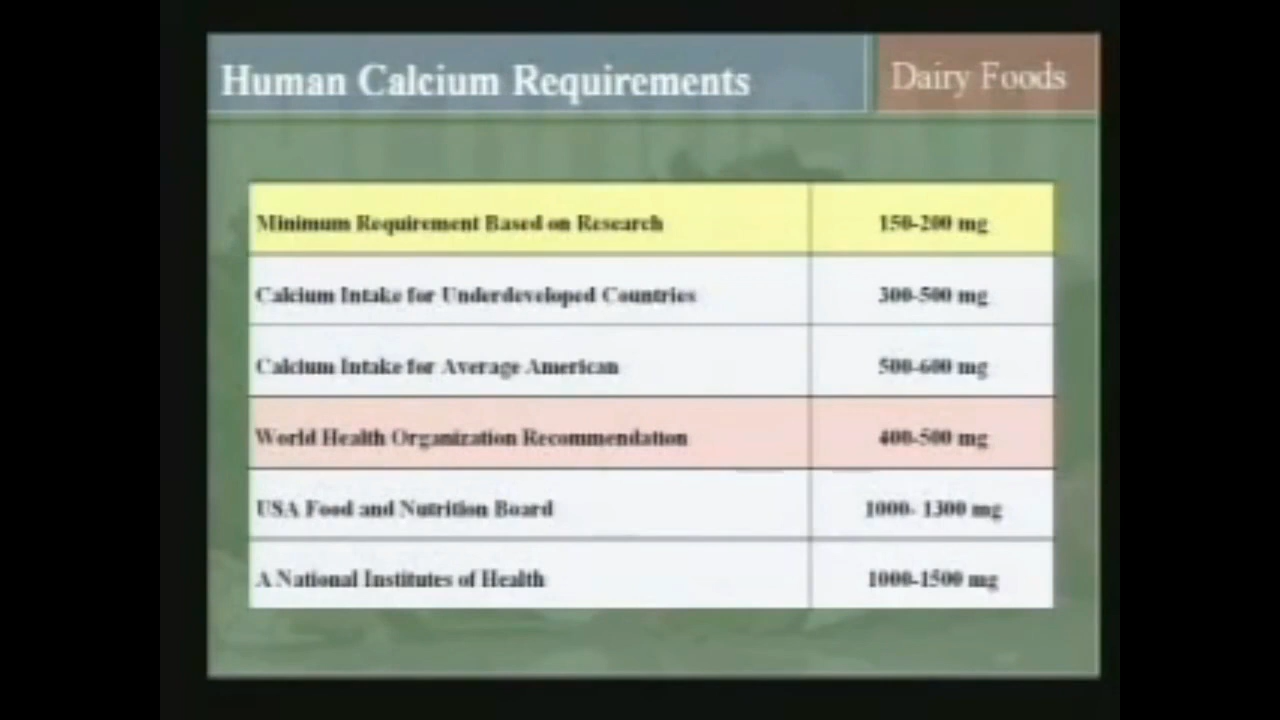 Human Calcium Requirements
Dairy Foods
Minimum Requirement Based on Research 150-200 mg
Calcium Intake for Underdeveloped Countries 300-500 mg
Calcium Intake for Average American 500-600 mg
World Health Organization Recommendation 400-500 mg
USA Food and Nutrition Board 1000- 1300 mg
A National Institutes of Health 1000-1500 mg